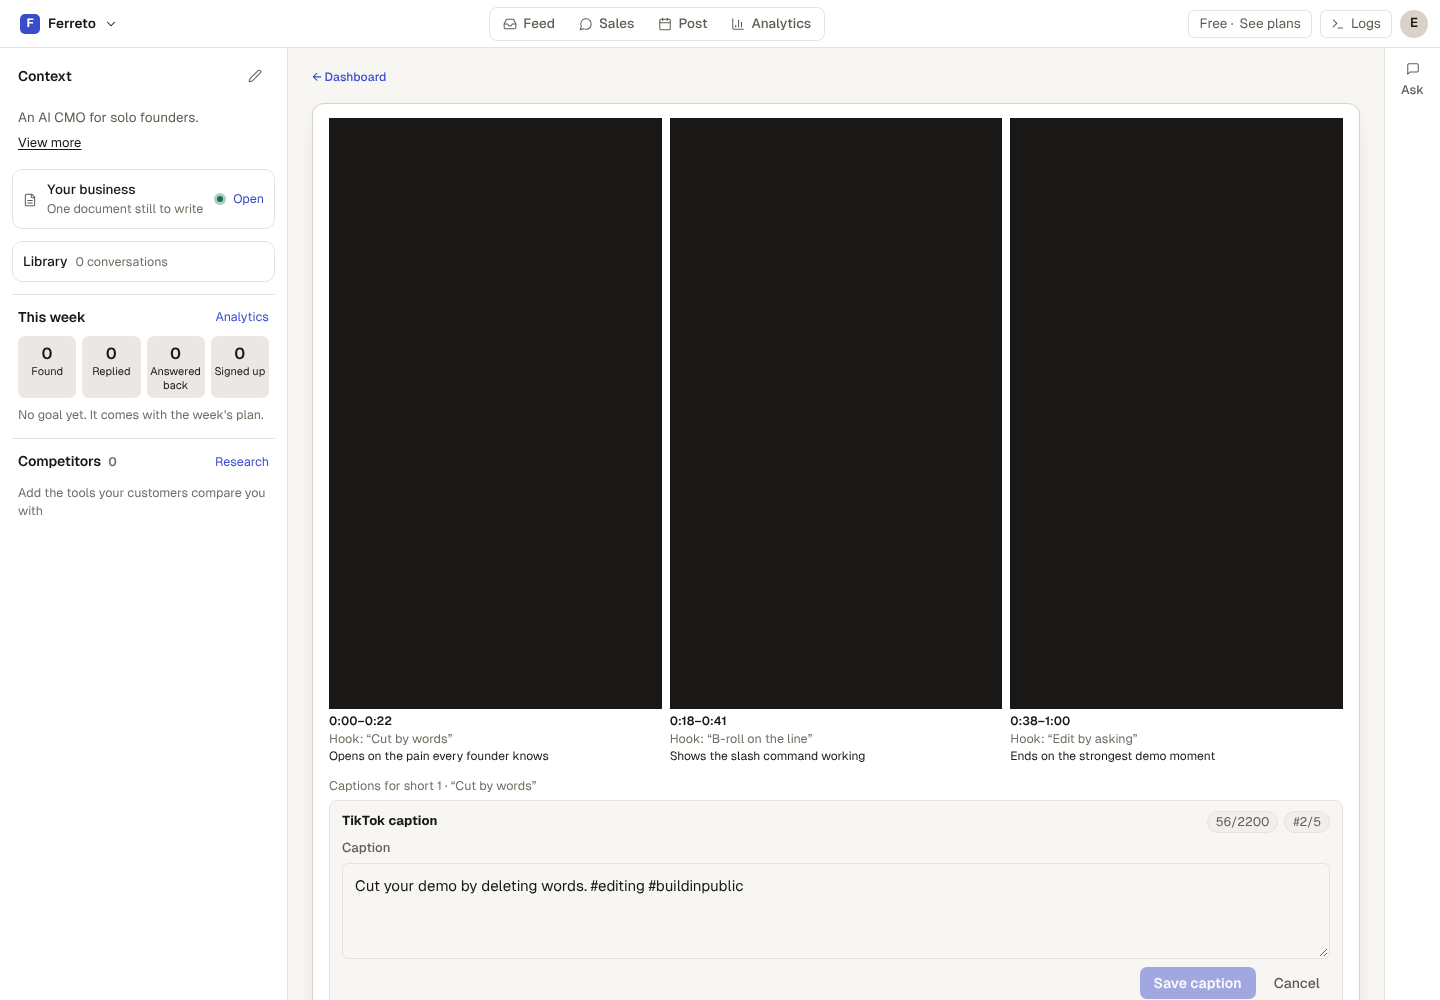 F Ferreto
Feed Sales Post Analytics
Free · See plans
Logs
E
Context
An AI CMO for solo founders.
View more
Your business
One document still to write
Open
Library 0 conversations
This week
Analytics
0 Found
0 Replied
0 Answered back
0 Signed up
No goal yet. It comes with the week's plan.
Competitors 0
Research
Add the tools your customers compare you
with
← Dashboard
0:00–0:22
Hook: “Cut by words”
Opens on the pain every founder knows
0:18–0:41
Hook: “B-roll on the line”
Shows the slash command working
0:38–1:00
Hook: “Edit by asking”
Ends on the strongest demo moment
Captions for short 1 · “Cut by words”
TikTok caption
56/2200
#2/5
Caption
Cut your demo by deleting words. #editing #buildinpublic
Save caption
Cancel
Ask